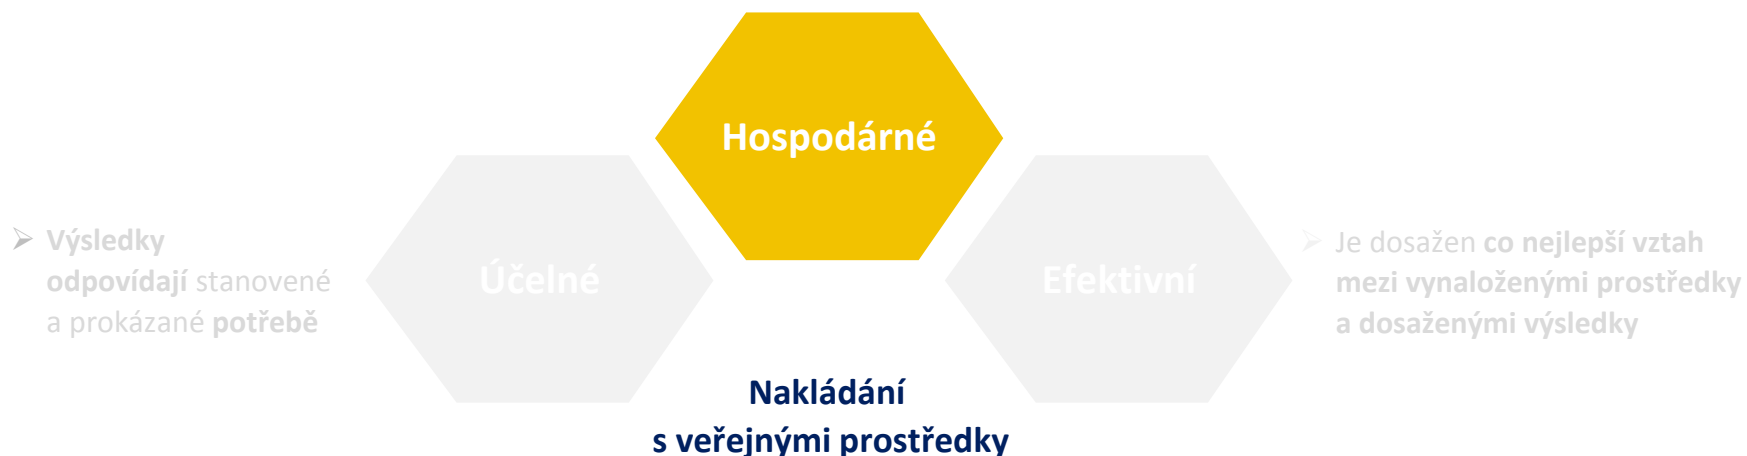 Hospodárné
➢ Výsledky
odpovídají stanovené
a prokázané potřebě
Účelné
Efektivní
➢ Je dosažen co nejlepší vztah
mezi vynaloženými prostředky
a dosaženými výsledky
Nakládání
s veřejnými prostředky